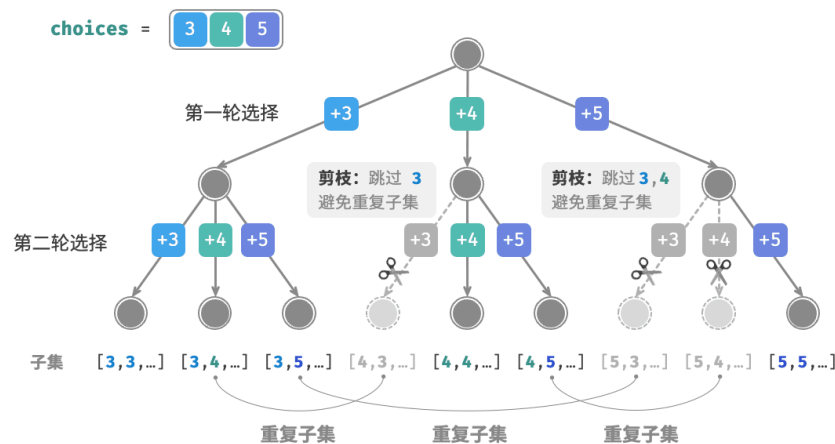 choices = 3 4 5
第一轮选择
+3 +4 +5
剪枝：跳过 3
避免重复子集
剪枝：跳过 3,4
避免重复子集
第二轮选择
+3 +4 +5 +3 +4 +5 +3 +4 +5
子集 [3,3,…] [3,4,…] [3,5,…] [4,3,…] [4,4,…] [4,5,…] [5,3,…] [5,4,…] [5,5,…]
重复子集 重复子集 重复子集